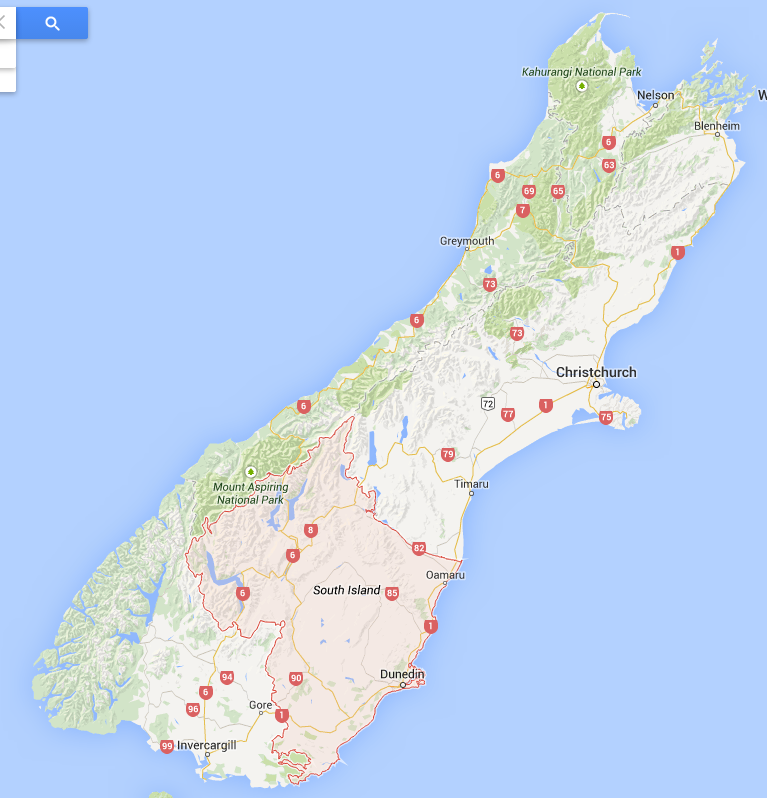 Kahurangi National Park
Nelson
W
Blenheim
6
63
6
69
65
7
Greymouth
1
73
6
73
Christchurch
72
77
1
75
6
79
Mount Aspiring
National Park
Timaru
8
6
82
Oamaru
6
South Island
85
1
Dunedin
94
90
6
96
Gore
1
99
Invercargill